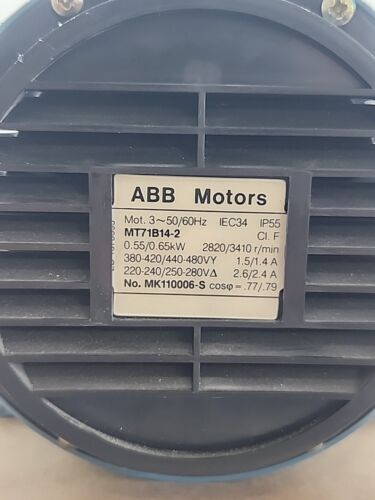 ABB Motors
Mot. 3~50/60Hz IEC34 IP55
MT71B14-2 Cl. F
0.55/0.65kW 2820/3410 r/min
380-420/440-480VY 1.5/1.4 A
220-240/250-280VΔ 2.6/2.4 A
No. MK110006-S cosφ = .77/.79